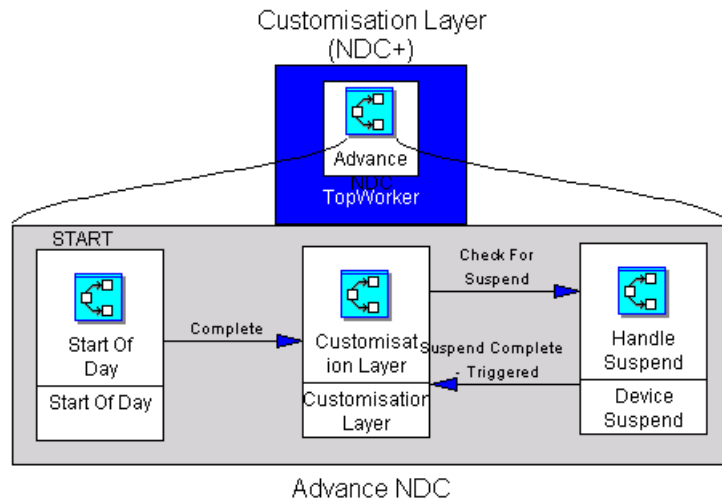 Customisation Layer
(NDC+)
Advance
NDC
TopWorker
START
Start Of
Day
Start Of Day
Complete
Customisat
ion Layer
Customisation
Layer
Check For
Suspend
Suspend Complete
- Triggered
Handle
Suspend
Device
Suspend
Advance NDC